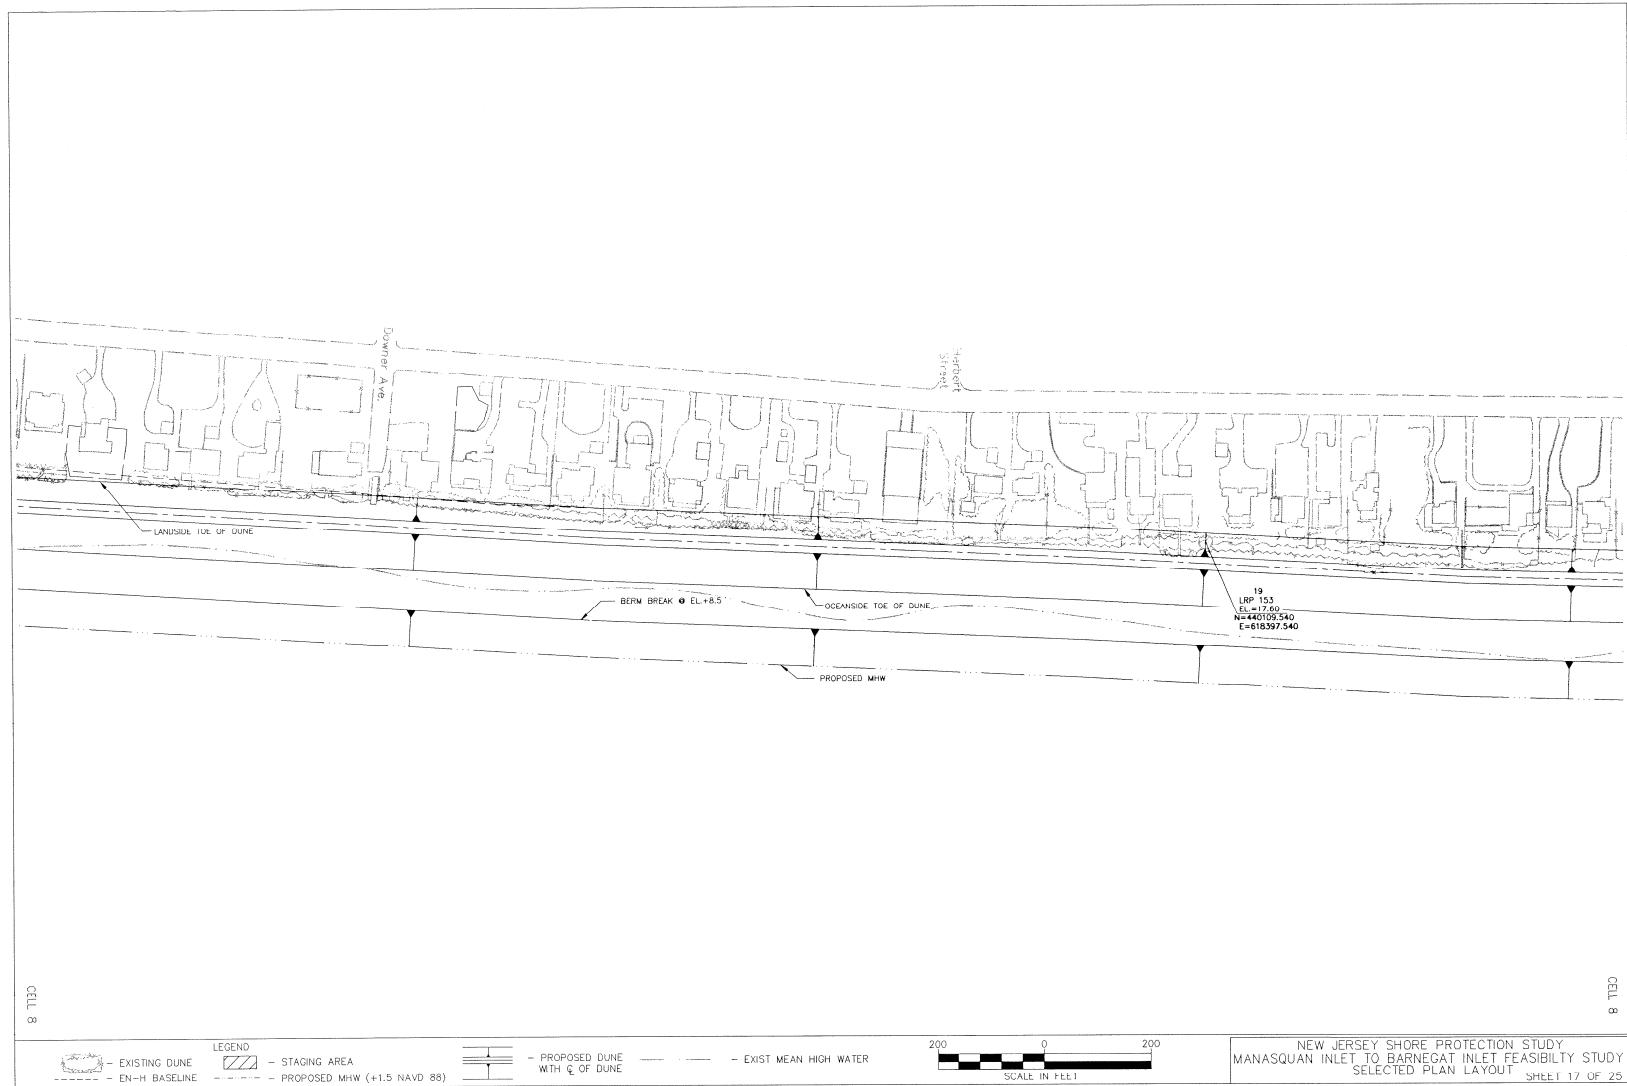 Downer Ave.
Herbert
Street
LANDSIDE TOE OF DUNE
BERM BREAK @ EL.+8.5
OCEANSIDE TOE OF DUNE
19
LRP 153
EL.=17.60
N=440109.540
E=618397.540
PROPOSED MHW
CELL 8
CELL 8
LEGEND
- EXISTING DUNE
- STAGING AREA
- PROPOSED DUNE
WITH ℄ OF DUNE
- EXIST MEAN HIGH WATER
- EN-H BASELINE
- PROPOSED MHW (+1.5 NAVD 88)
200 0 200
SCALE IN FEET
NEW JERSEY SHORE PROTECTION STUDY
MANASQUAN INLET TO BARNEGAT INLET FEASIBILTY STUDY
SELECTED PLAN LAYOUT
SHEET 17 OF 25